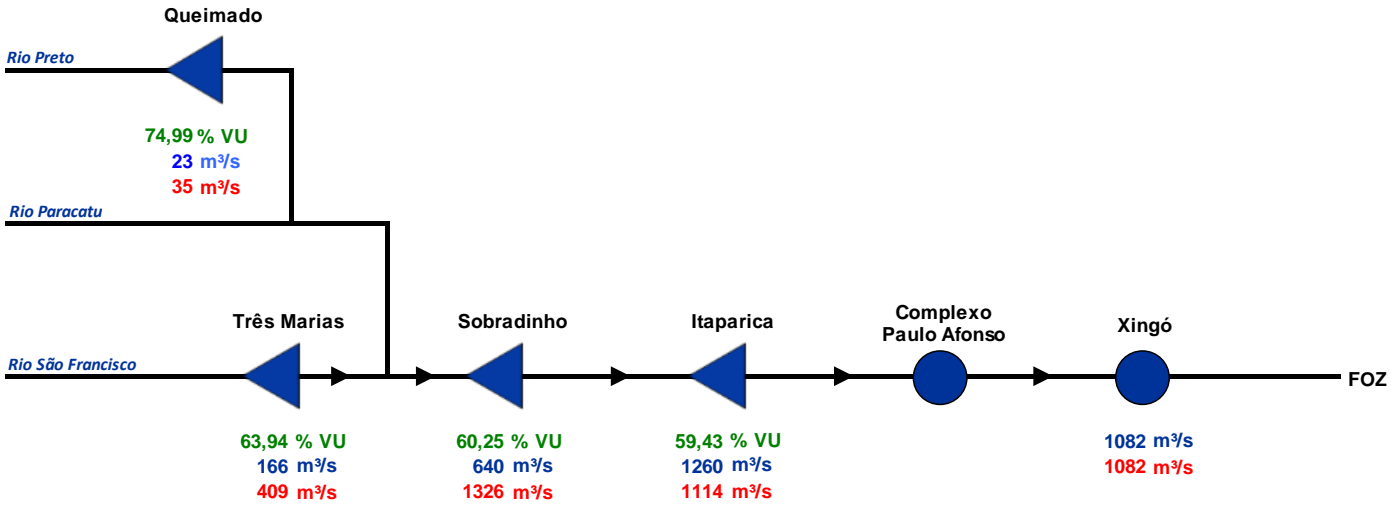 Queimado
Rio Preto
74,99 % VU
23 m³/s
35 m³/s
Rio Paracatu
Três Marias
Sobradinho
Itaparica
Complexo
Paulo Afonso
Xingó
Rio São Francisco
FOZ
63,94 % VU
166 m³/s
409 m³/s
60,25 % VU
640 m³/s
1326 m³/s
59,43 % VU
1260 m³/s
1114 m³/s
1082 m³/s
1082 m³/s